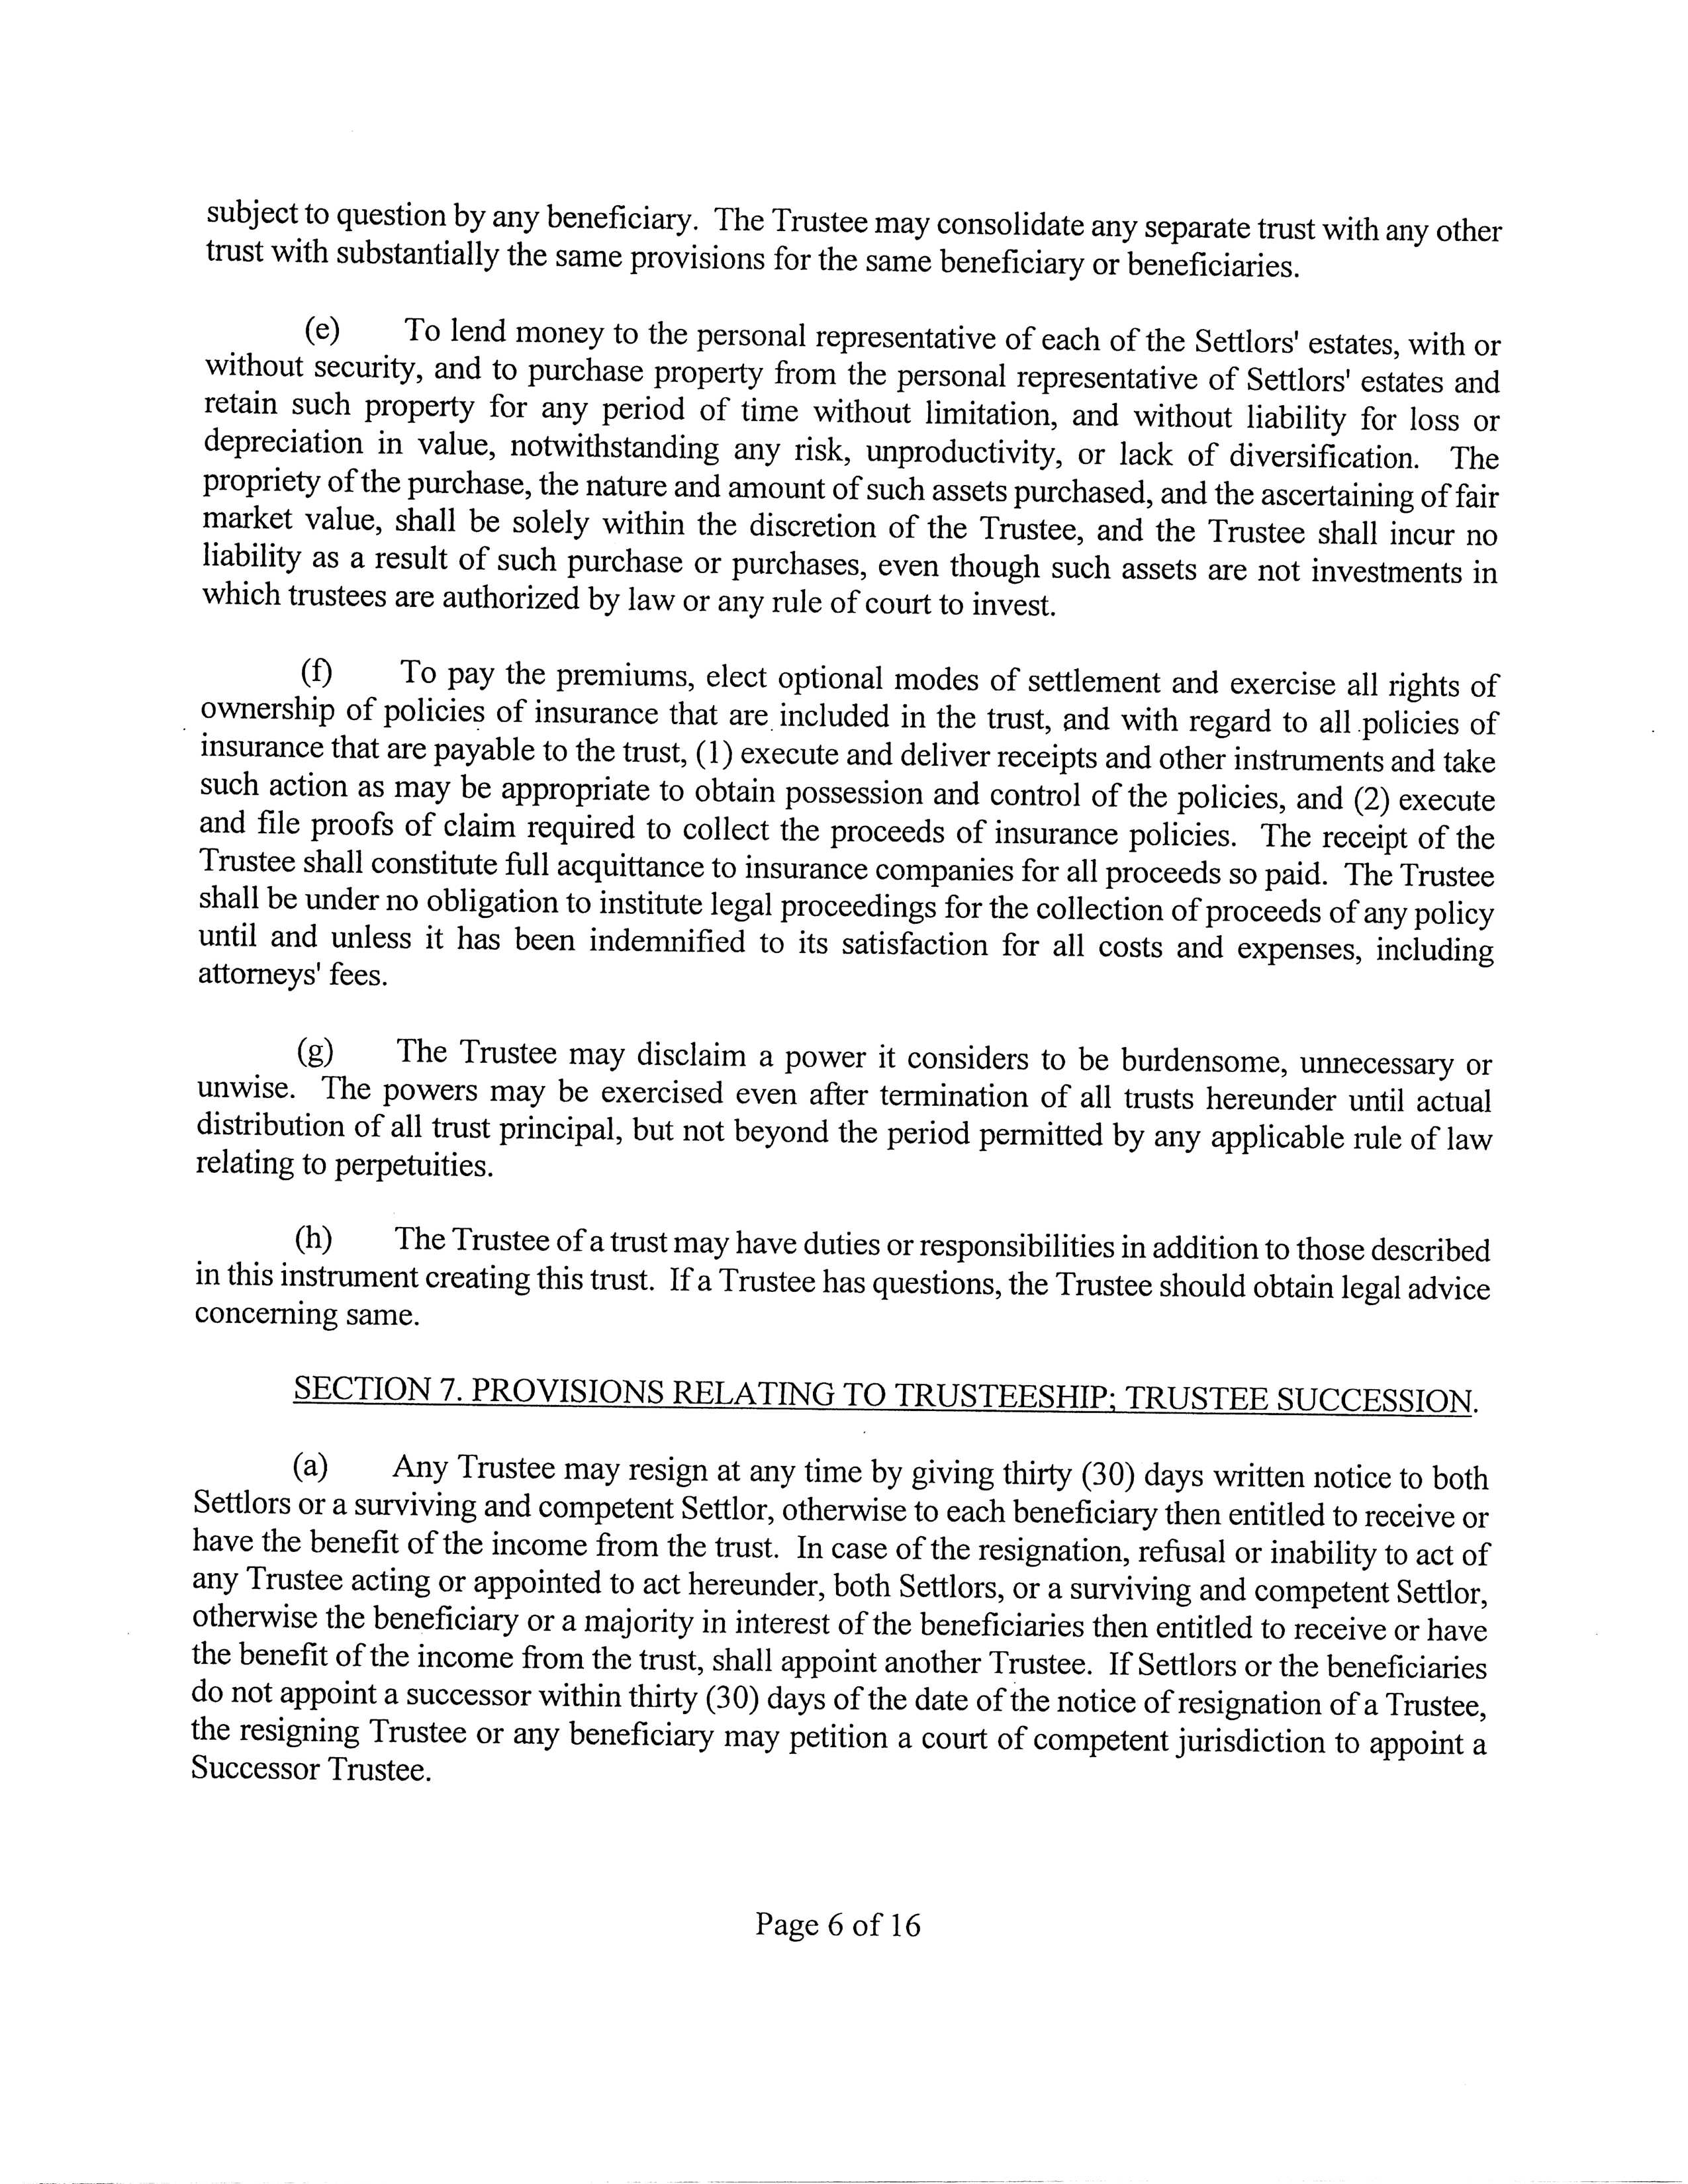 subject to question by any beneficiary. The Trustee may consolidate any separate trust with any other
trust with substantially the same provisions for the same beneficiary or beneficiaries.
(e) To lend money to the personal representative of each of the Settlors' estates, with or
without security, and to purchase property from the personal representative of Settlors' estates and
retain such property for any period of time without limitation, and without liability for loss or
depreciation in value, notwithstanding any risk, unproductivity, or lack of diversification. The
propriety of the purchase, the nature and amount of such assets purchased, and the ascertaining of fair
market value, shall be solely within the discretion of the Trustee, and the Trustee shall incur no
liability as a result of such purchase or purchases, even though such assets are not investments in
which trustees are authorized by law or any rule of court to invest.
(f) To pay the premiums, elect optional modes of settlement and exercise all rights of
ownership of policies of insurance that are included in the trust, and with regard to all policies of
insurance that are payable to the trust, (1) execute and deliver receipts and other instruments and take
such action as may be appropriate to obtain possession and control of the policies, and (2) execute
and file proofs of claim required to collect the proceeds of insurance policies. The receipt of the
Trustee shall constitute full acquittance to insurance companies for all proceeds so paid. The Trustee
shall be under no obligation to institute legal proceedings for the collection of proceeds of any policy
until and unless it has been indemnified to its satisfaction for all costs and expenses, including
attorneys' fees.
(g) The Trustee may disclaim a power it considers to be burdensome, unnecessary or
unwise. The powers may be exercised even after termination of all trusts hereunder until actual
distribution of all trust principal, but not beyond the period permitted by any applicable rule of law
relating to perpetuities.
(h) The Trustee of a trust may have duties or responsibilities in addition to those described
in this instrument creating this trust. If a Trustee has questions, the Trustee should obtain legal advice
concerning same.
SECTION 7. PROVISIONS RELATING TO TRUSTEESHIP; TRUSTEE SUCCESSION.
(a) Any Trustee may resign at any time by giving thirty (30) days written notice to both
Settlors or a surviving and competent Settlor, otherwise to each beneficiary then entitled to receive or
have the benefit of the income from the trust. In case of the resignation, refusal or inability to act of
any Trustee acting or appointed to act hereunder, both Settlors, or a surviving and competent Settlor,
otherwise the beneficiary or a majority in interest of the beneficiaries then entitled to receive or have
the benefit of the income from the trust, shall appoint another Trustee. If Settlors or the beneficiaries
do not appoint a successor within thirty (30) days of the date of the notice of resignation of a Trustee,
the resigning Trustee or any beneficiary may petition a court of competent jurisdiction to appoint a
Successor Trustee.
Page 6 of 16